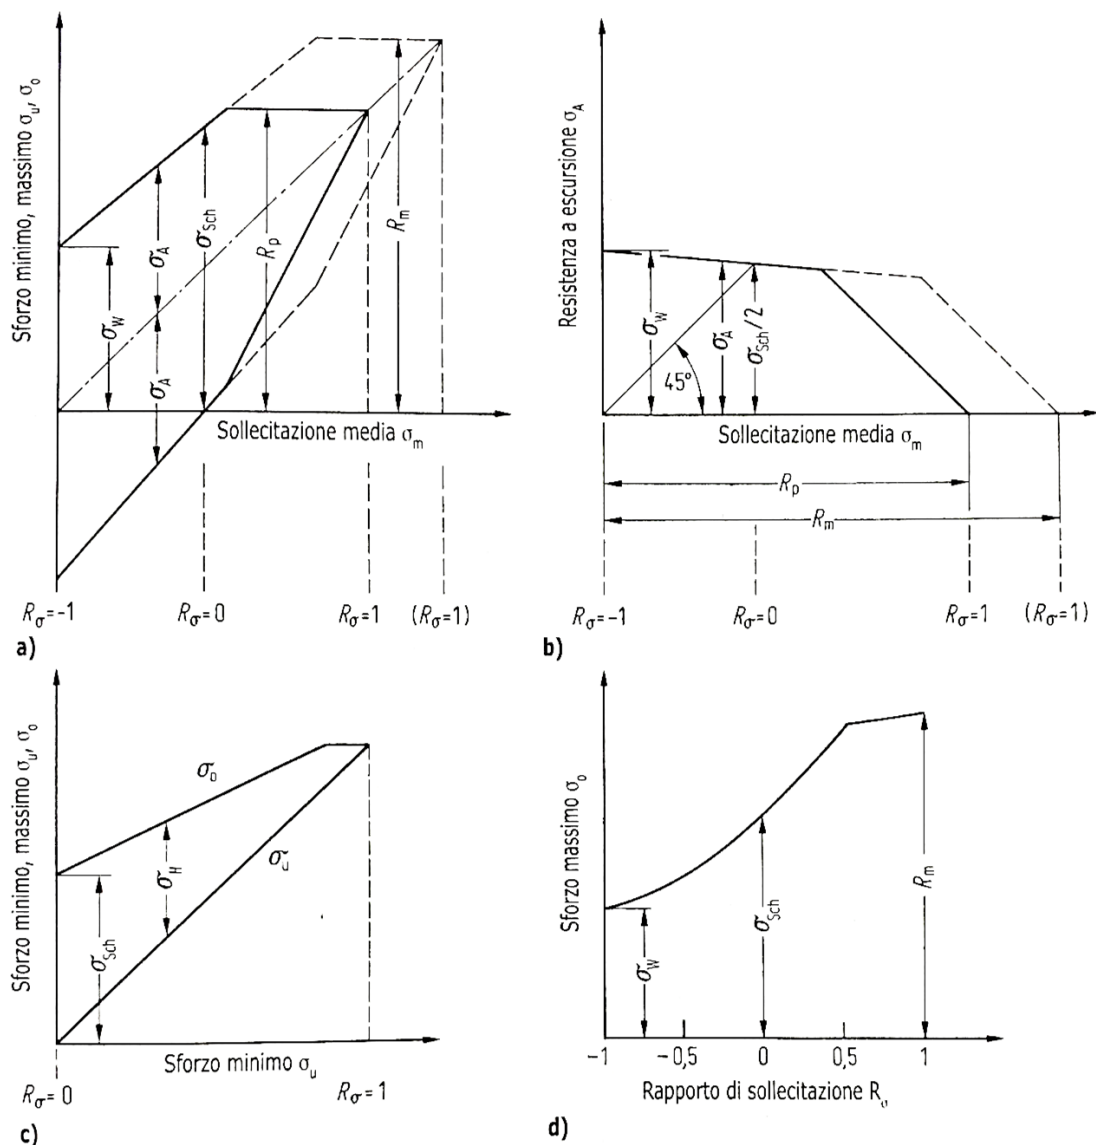 Sforzo minimo, massimo σu, σo
σW
σA
σA
σSch
Rp
Rm
Sollecitazione media σm
Rσ=-1
Rσ=0
Rσ=1
(Rσ=1)
a)
Resistenza a escursione σA
σW
45°
σA
σSch/2
Sollecitazione media σm
Rp
Rm
Rσ=-1
Rσ=0
Rσ=1
(Rσ=1)
b)
Sforzo minimo, massimo σu, σo
σo
σH
σu
σSch
Sforzo minimo σu
Rσ=0
Rσ=1
c)
Sforzo massimo σo
σW
σSch
Rm
-1
-0,5
0
0,5
1
Rapporto di sollecitazione Rσ
d)